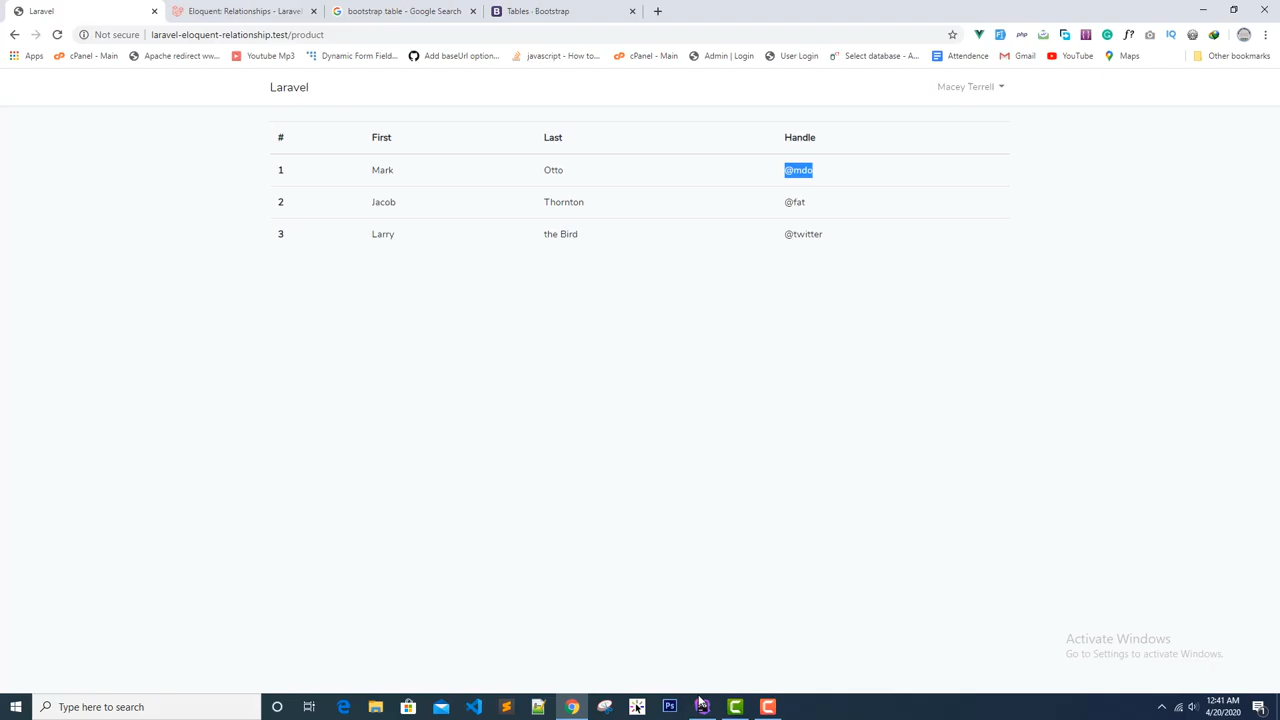 Laravel
Eloquent: Relationships - Laravel
bootstrap table - Google Search
Tables · Bootstrap
Not secure | laravel-eloquent-relationship.test/product
Apps
cPanel - Main
Apache redirect ww...
Youtube Mp3
Dynamic Form Field...
Add baseUrl option...
javascript - How to...
cPanel - Main
Admin | Login
User Login
Select database - A...
Attendence
Gmail
YouTube
Maps
Other bookmarks
Laravel
Macey Terrell
# First Last Handle
1 Mark Otto @mdo
2 Jacob Thornton @fat
3 Larry the Bird @twitter
Activate Windows
Go to Settings to activate Windows.
Type here to search
12:41 AM
4/20/2020